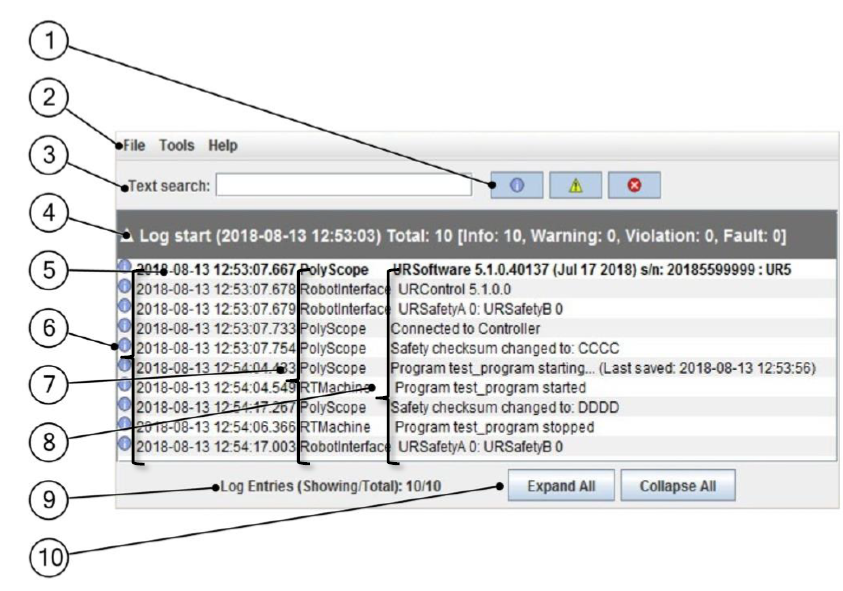 1
2
File Tools Help
3
Text search:
4
Log start (2018-08-13 12:53:03) Total: 10 [Info: 10, Warning: 0, Violation: 0, Fault: 0]
5
2018-08-13 12:53:07.667 PolyScope URSoftware 5.1.0.40137 (Jul 17 2018) s/n: 20185599999 : UR5
2018-08-13 12:53:07.678 RobotInterface URControl 5.1.0.0
2018-08-13 12:53:07.679 RobotInterface URSafetyA 0: URSafetyB 0
6
2018-08-13 12:53:07.733 PolyScope Connected to Controller
2018-08-13 12:53:07.754 PolyScope Safety checksum changed to: CCCC
7
2018-08-13 12:54:04.433 PolyScope Program test_program starting... (Last saved: 2018-08-13 12:53:56)
2018-08-13 12:54:04.549 RTMachine Program test_program started
2018-08-13 12:54:17.267 PolyScope Safety checksum changed to: DDDD
8
2018-08-13 12:54:06.366 RTMachine Program test_program stopped
2018-08-13 12:54:17.003 RobotInterface URSafetyA 0: URSafetyB 0
9
Log Entries (Showing/Total): 10/10 Expand All Collapse All
10